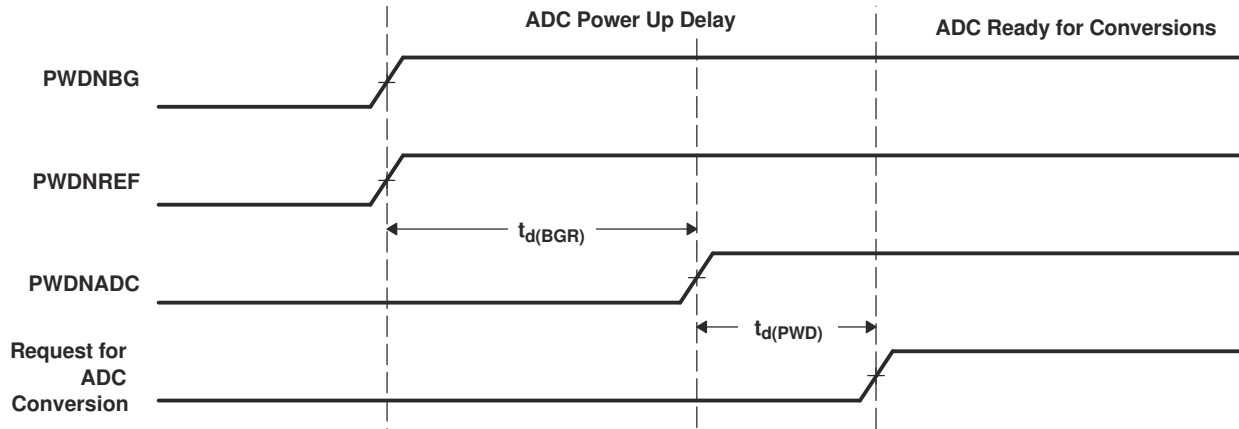 ADC Power Up Delay
ADC Ready for Conversions
PWDNBG
PWDNREF
td(BGR)
PWDNADC
td(PWD)
Request for
ADC
Conversion